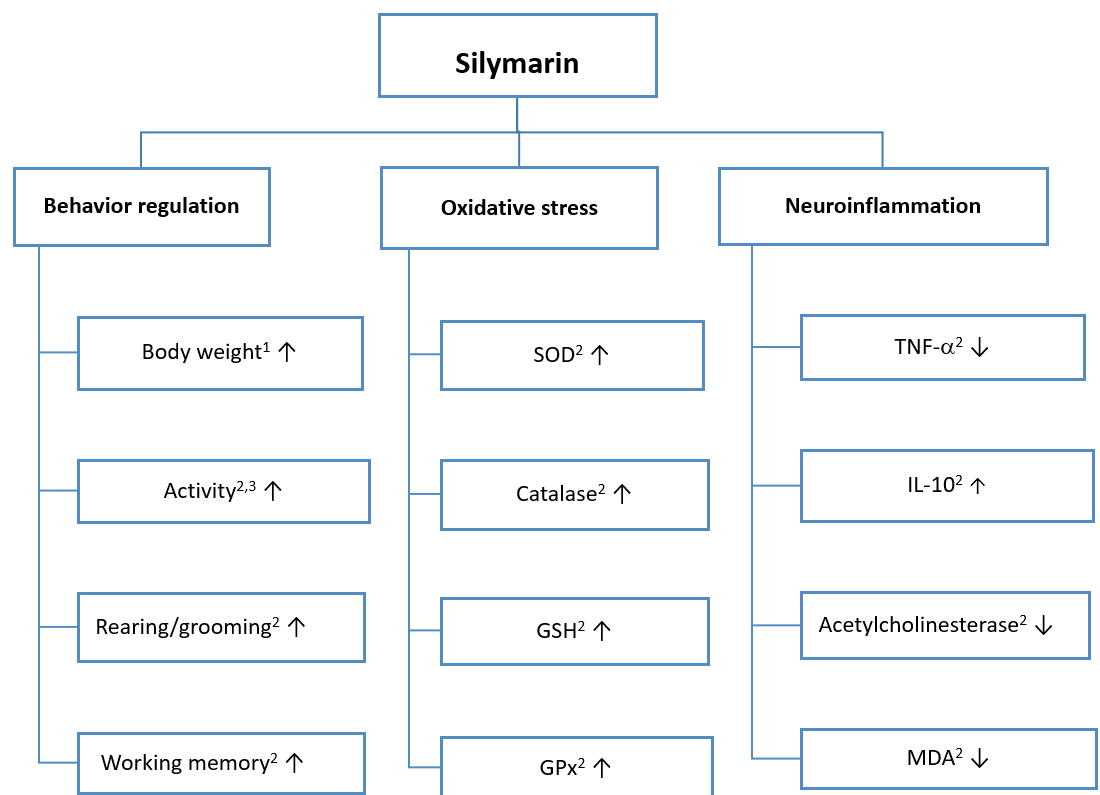 Silymarin
Behavior regulation
Body weight¹ ↑
Activity²,³ ↑
Rearing/grooming² ↑
Working memory² ↑
Oxidative stress
SOD² ↑
Catalase² ↑
GSH² ↑
GPx² ↑
Neuroinflammation
TNF-α² ↓
IL-10² ↑
Acetylcholinesterase² ↓
MDA² ↓